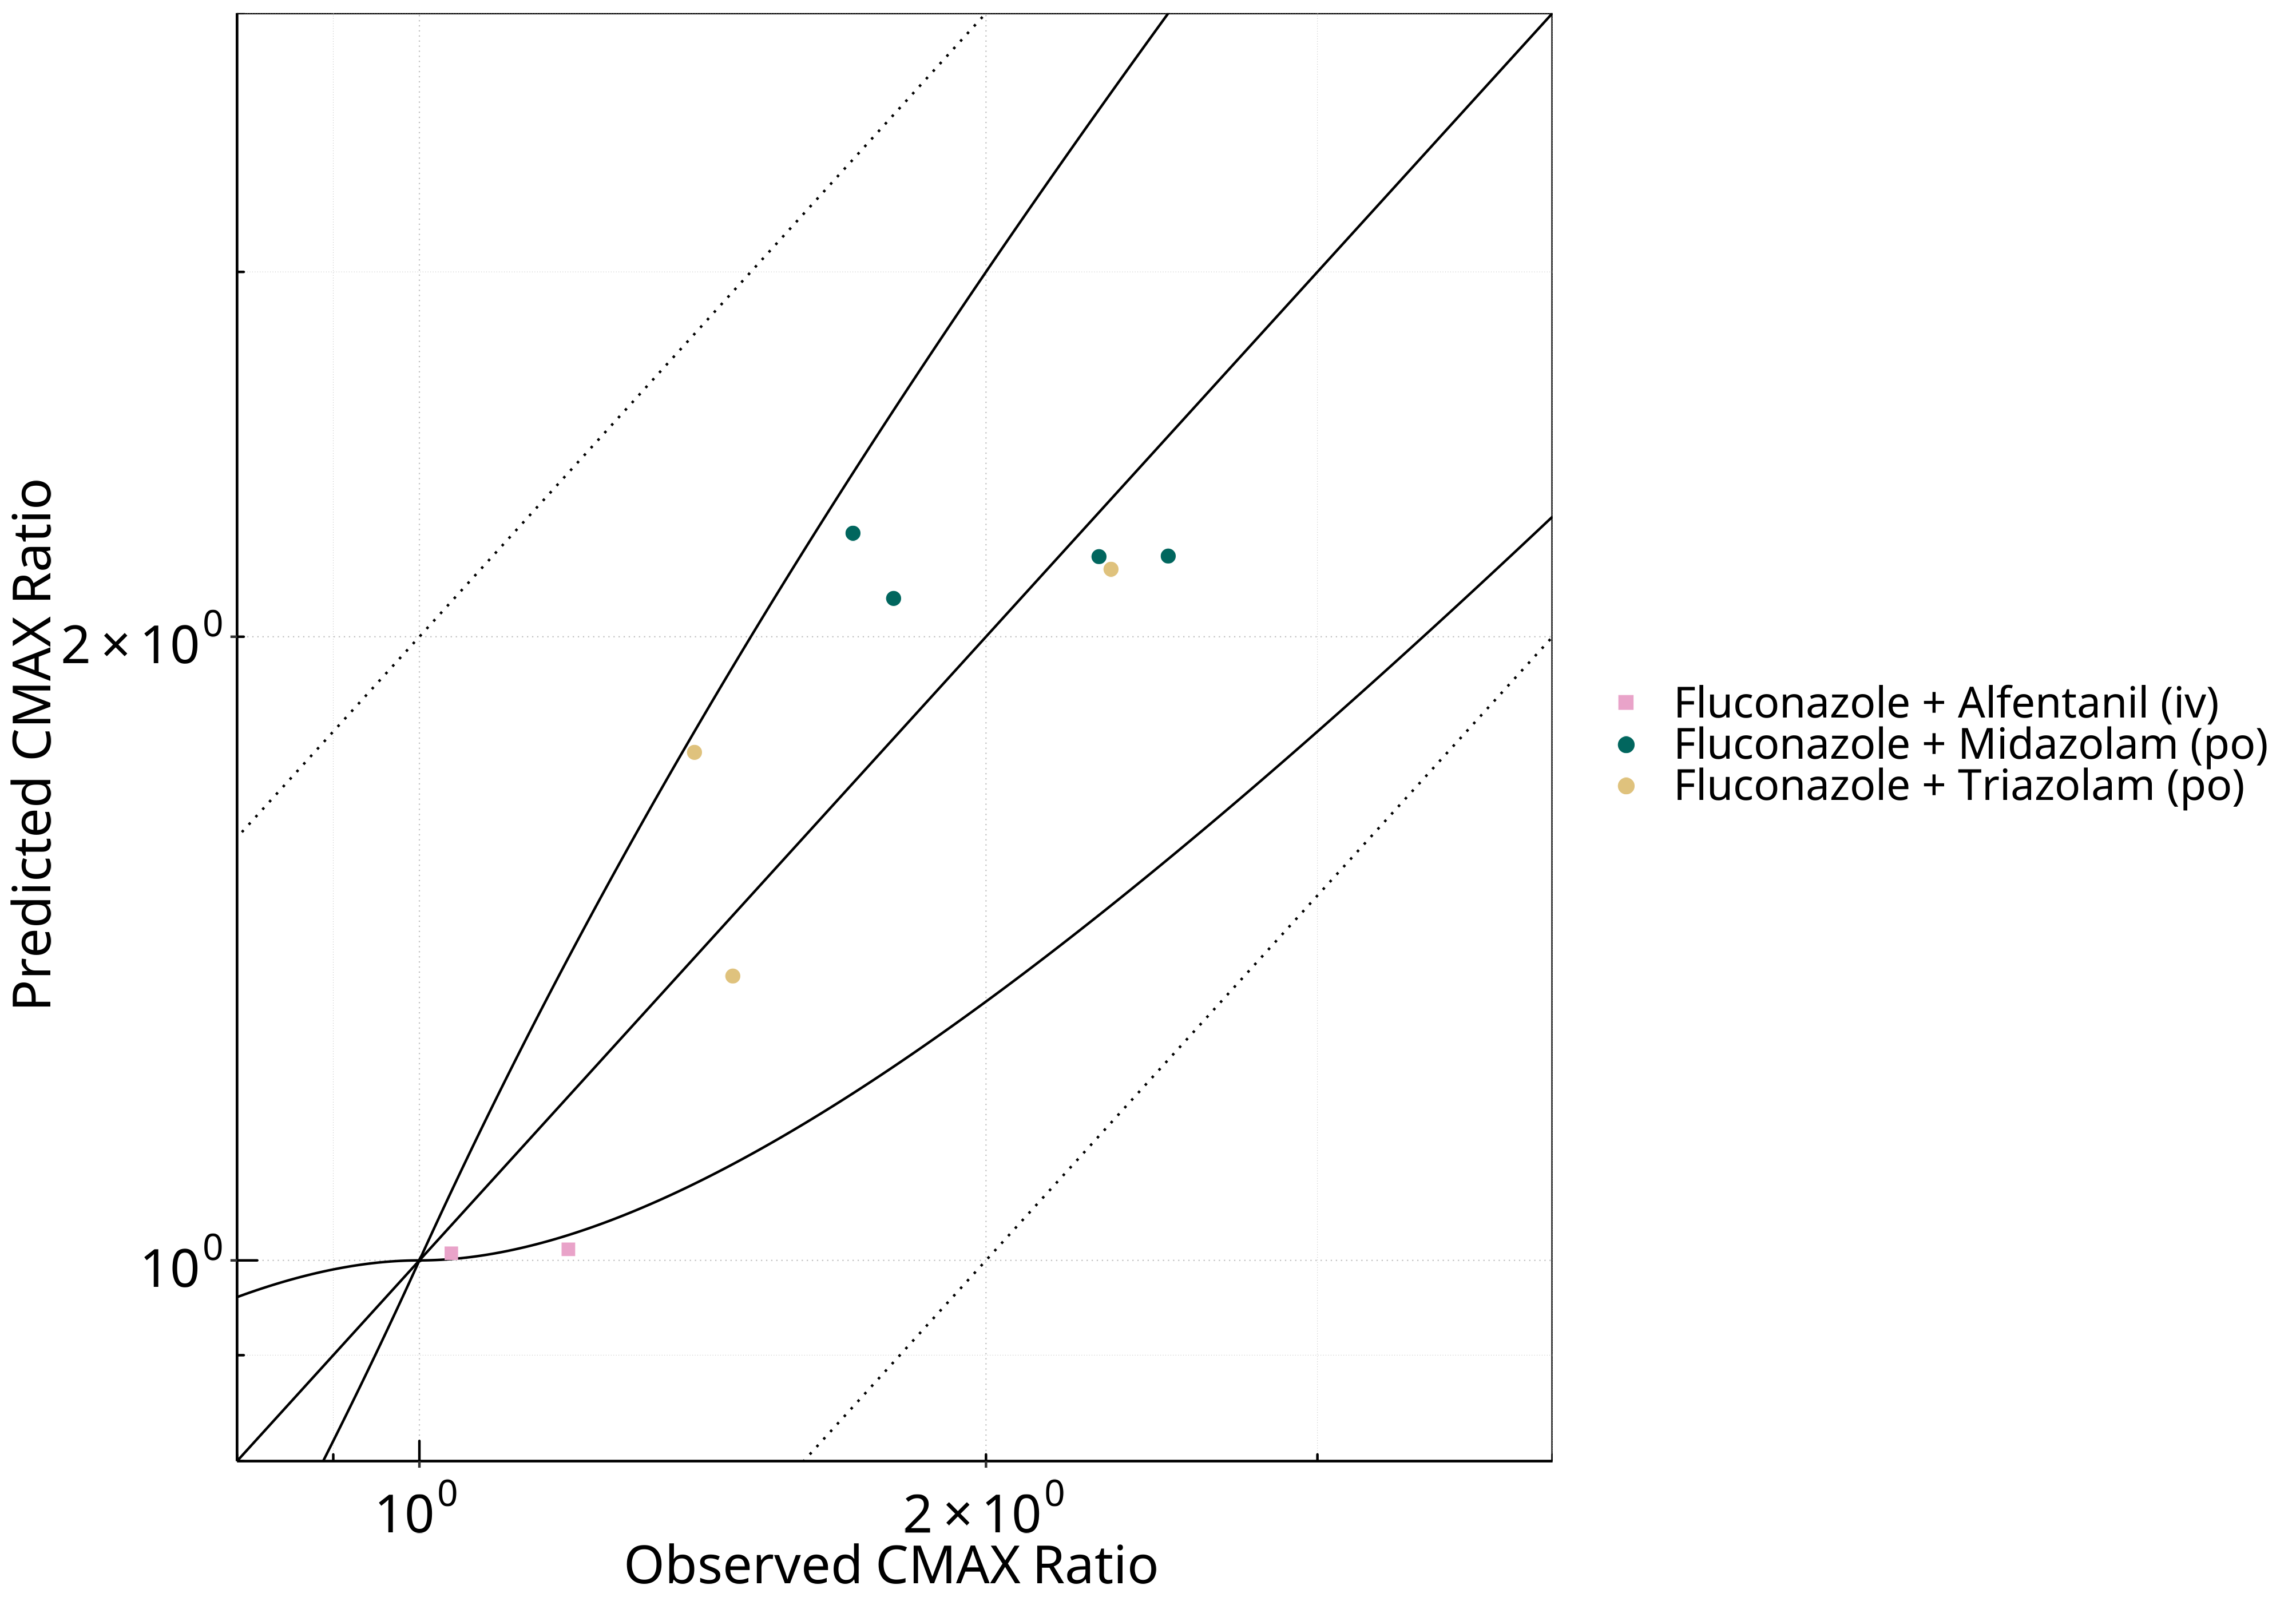 Predicted CMAX Ratio
2 × 10⁰
10⁰
10⁰
2 × 10⁰
Observed CMAX Ratio
Fluconazole + Alfentanil (iv)
Fluconazole + Midazolam (po)
Fluconazole + Triazolam (po)